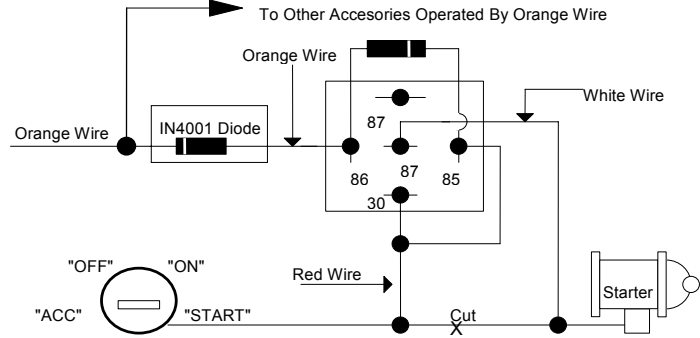 To Other Accesories Operated By Orange Wire
Orange Wire
White Wire
87
Orange Wire
IN4001 Diode
86
87
85
30
"OFF"
"ON"
Red Wire
Starter
"ACC"
"START"
Cut
X